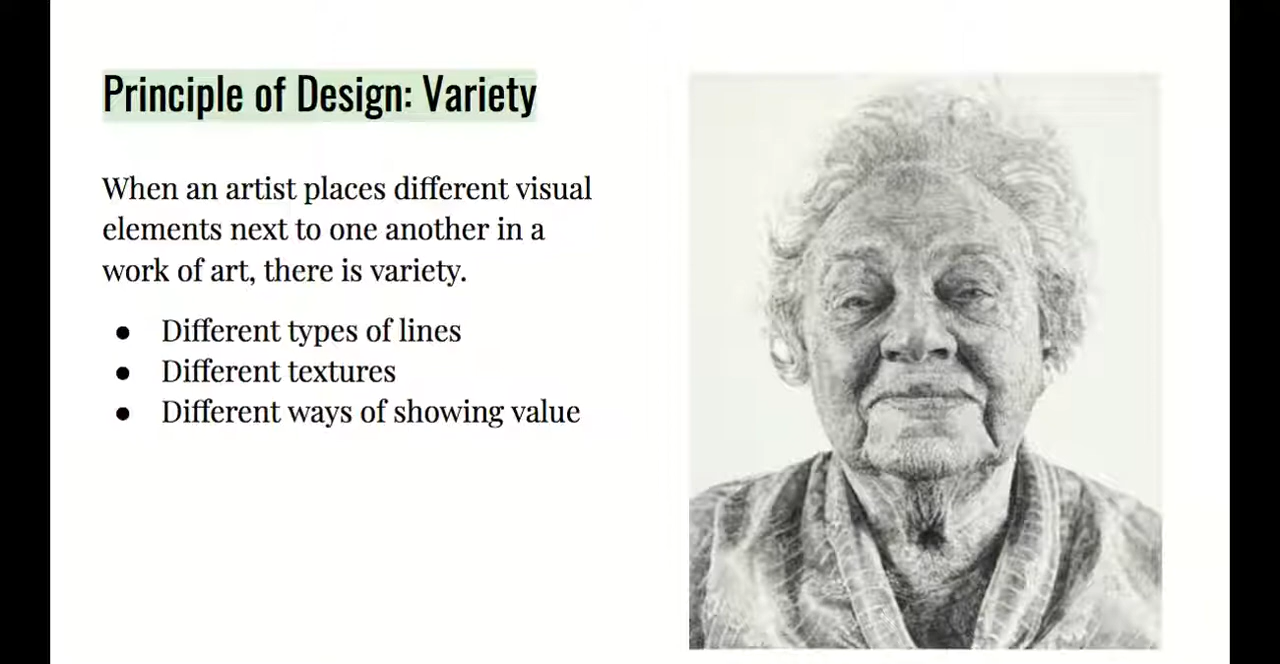 Principle of Design: Variety
When an artist places different visual
elements next to one another in a
work of art, there is variety.
● Different types of lines
● Different textures
● Different ways of showing value